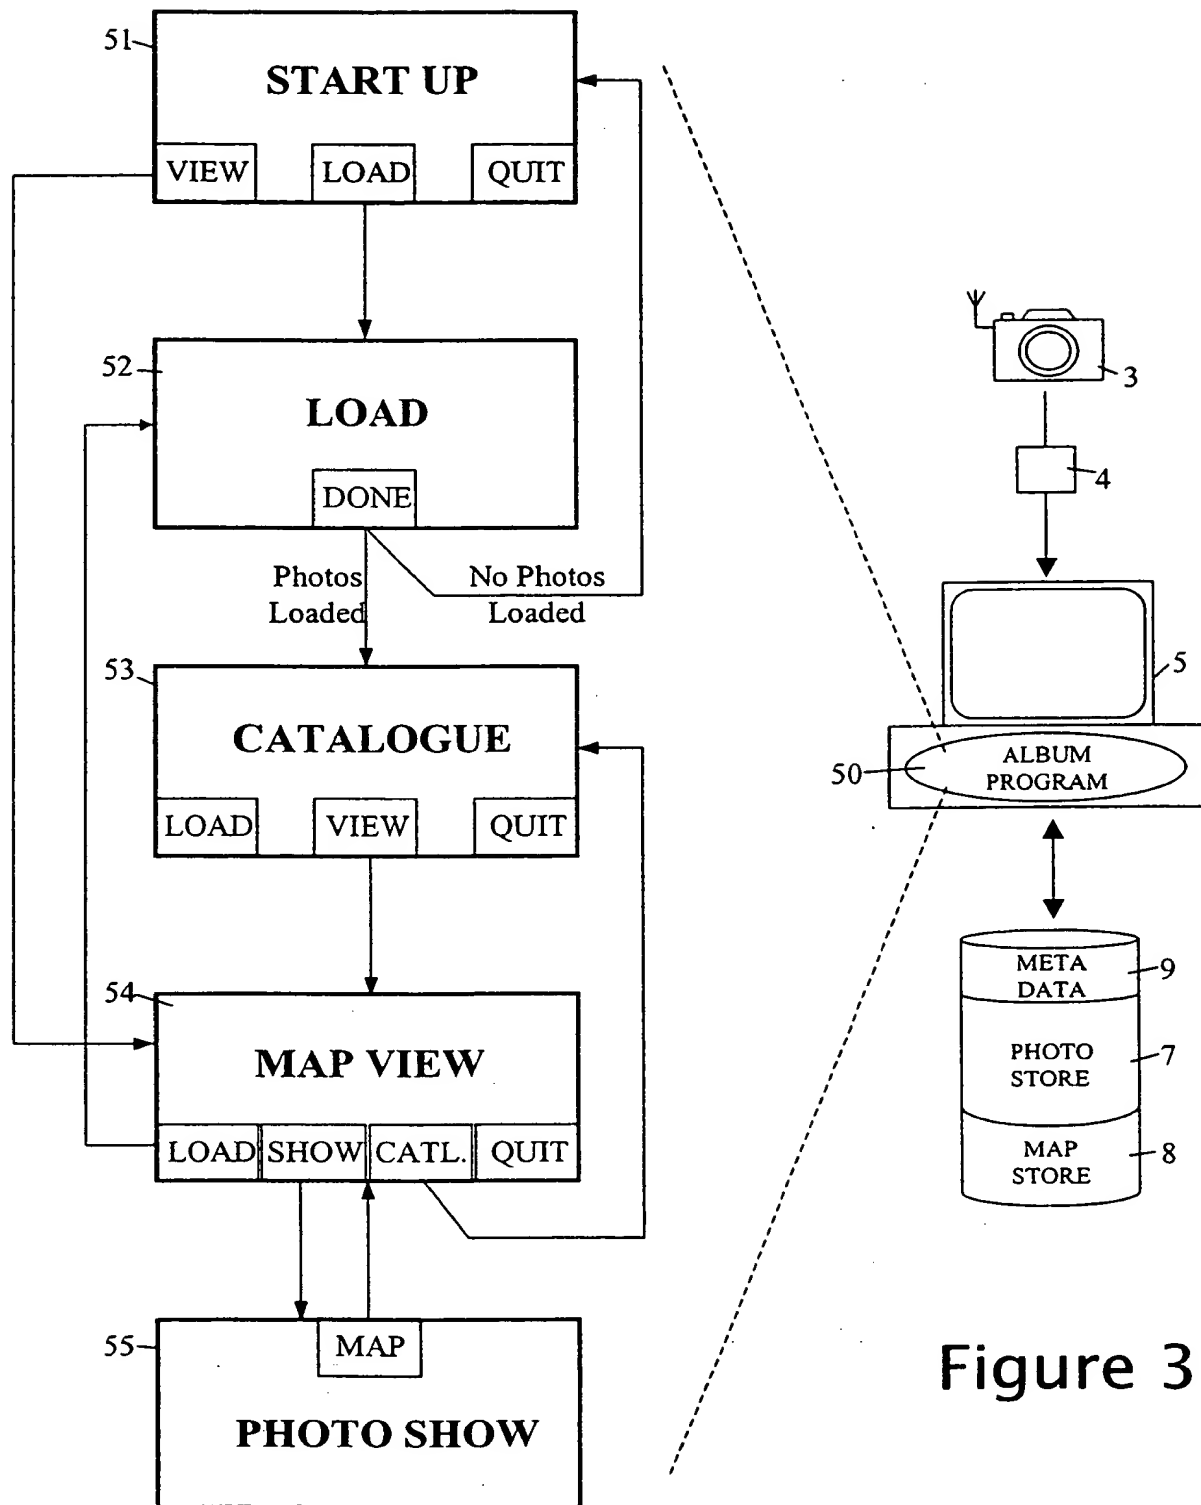 51
START UP
VIEW
LOAD
QUIT
52
LOAD
DONE
Photos
Loaded
No Photos
Loaded
53
CATALOGUE
LOAD
VIEW
QUIT
54
MAP VIEW
LOAD
SHOW
CATL.
QUIT
55
MAP
PHOTO SHOW
3
4
5
50
ALBUM
PROGRAM
META
DATA
9
PHOTO
STORE
7
MAP
STORE
8
Figure 3